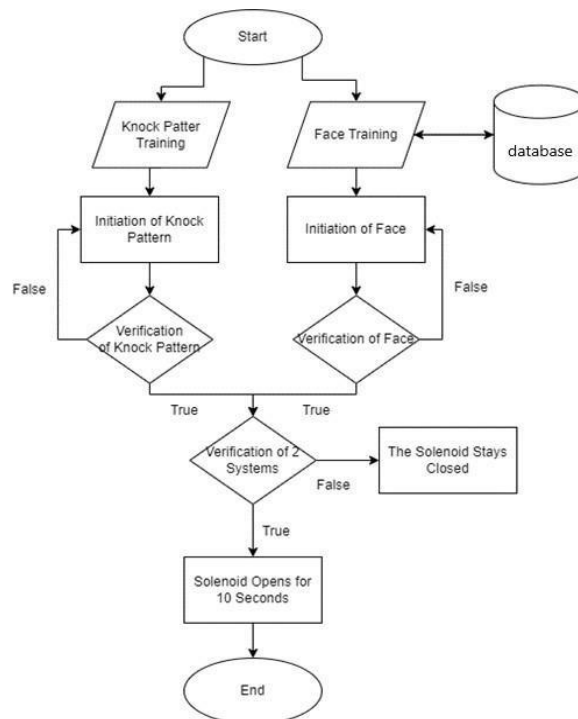 Start
Knock Patter
Training
Face Training
database
Initiation of Knock
Pattern
Initiation of Face
False
False
Verification
of Knock Pattern
Verification of Face
True
True
Verification of 2
Systems
The Solenoid Stays
Closed
False
True
Solenoid Opens for
10 Seconds
End